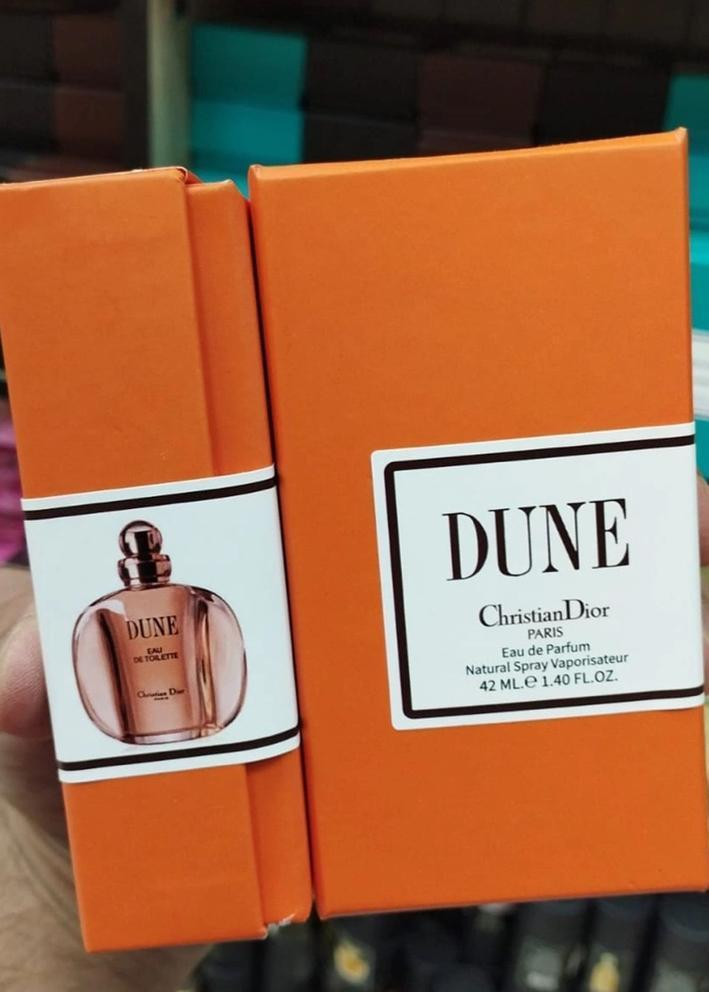 DUNE
EAU
DE TOILETTE
Christian Dior
DUNE
ChristianDior
PARIS
Eau de Parfum
Natural Spray Vaporisateur
42 ML.℮ 1.40 FL.OZ.